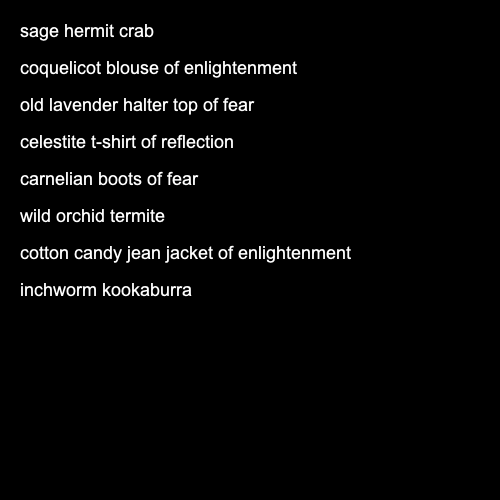 sage hermit crab
coquelicot blouse of enlightenment
old lavender halter top of fear
celestite t-shirt of reflection
carnelian boots of fear
wild orchid termite
cotton candy jean jacket of enlightenment
inchworm kookaburra